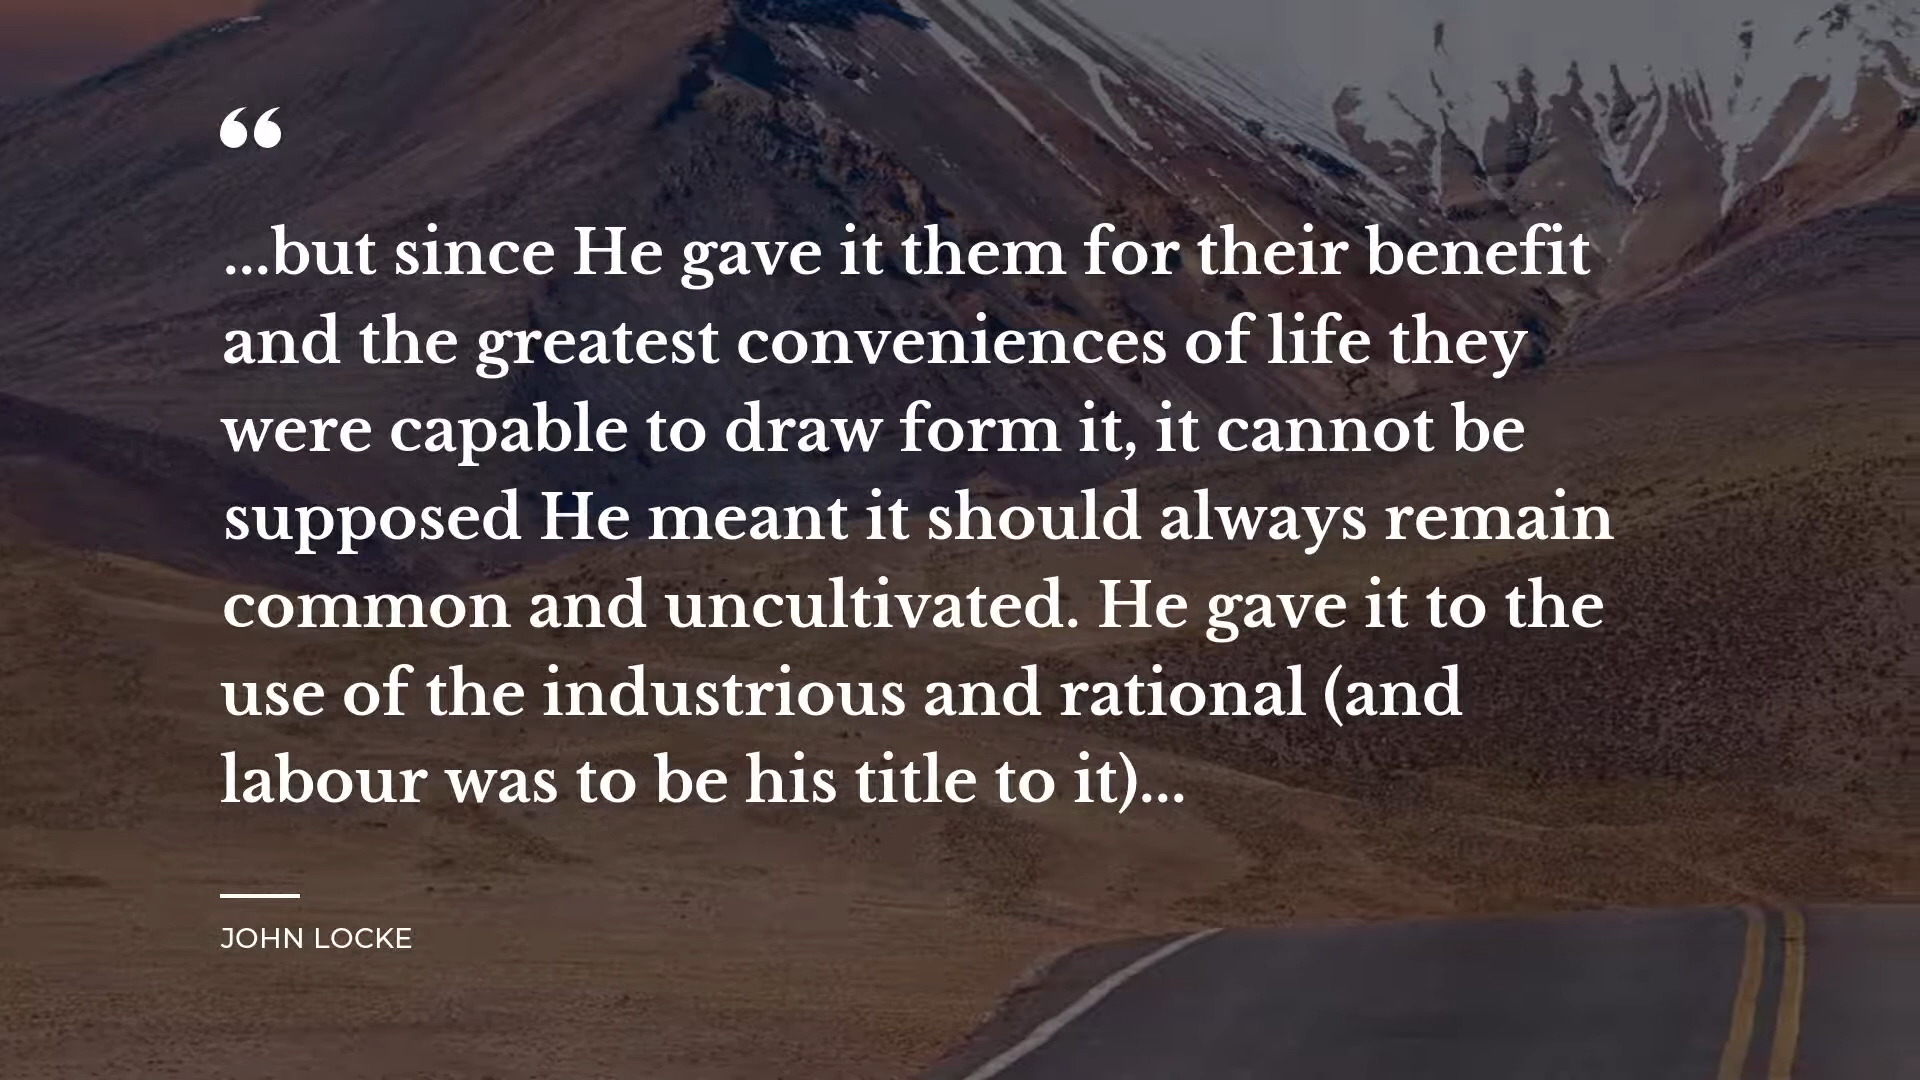 “
...but since He gave it them for their benefit
and the greatest conveniences of life they
were capable to draw form it, it cannot be
supposed He meant it should always remain
common and uncultivated. He gave it to the
use of the industrious and rational (and
labour was to be his title to it)...
JOHN LOCKE